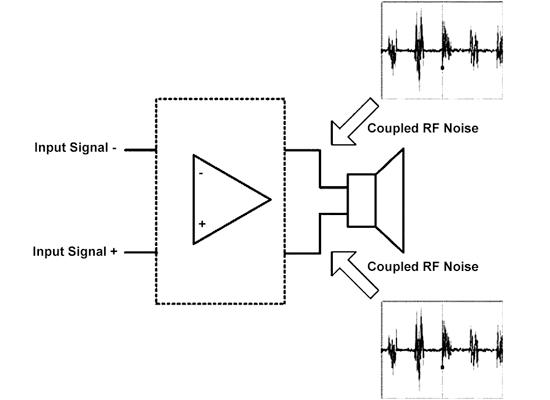 Coupled RF Noise
Input Signal -
-
+
Input Signal +
Coupled RF Noise